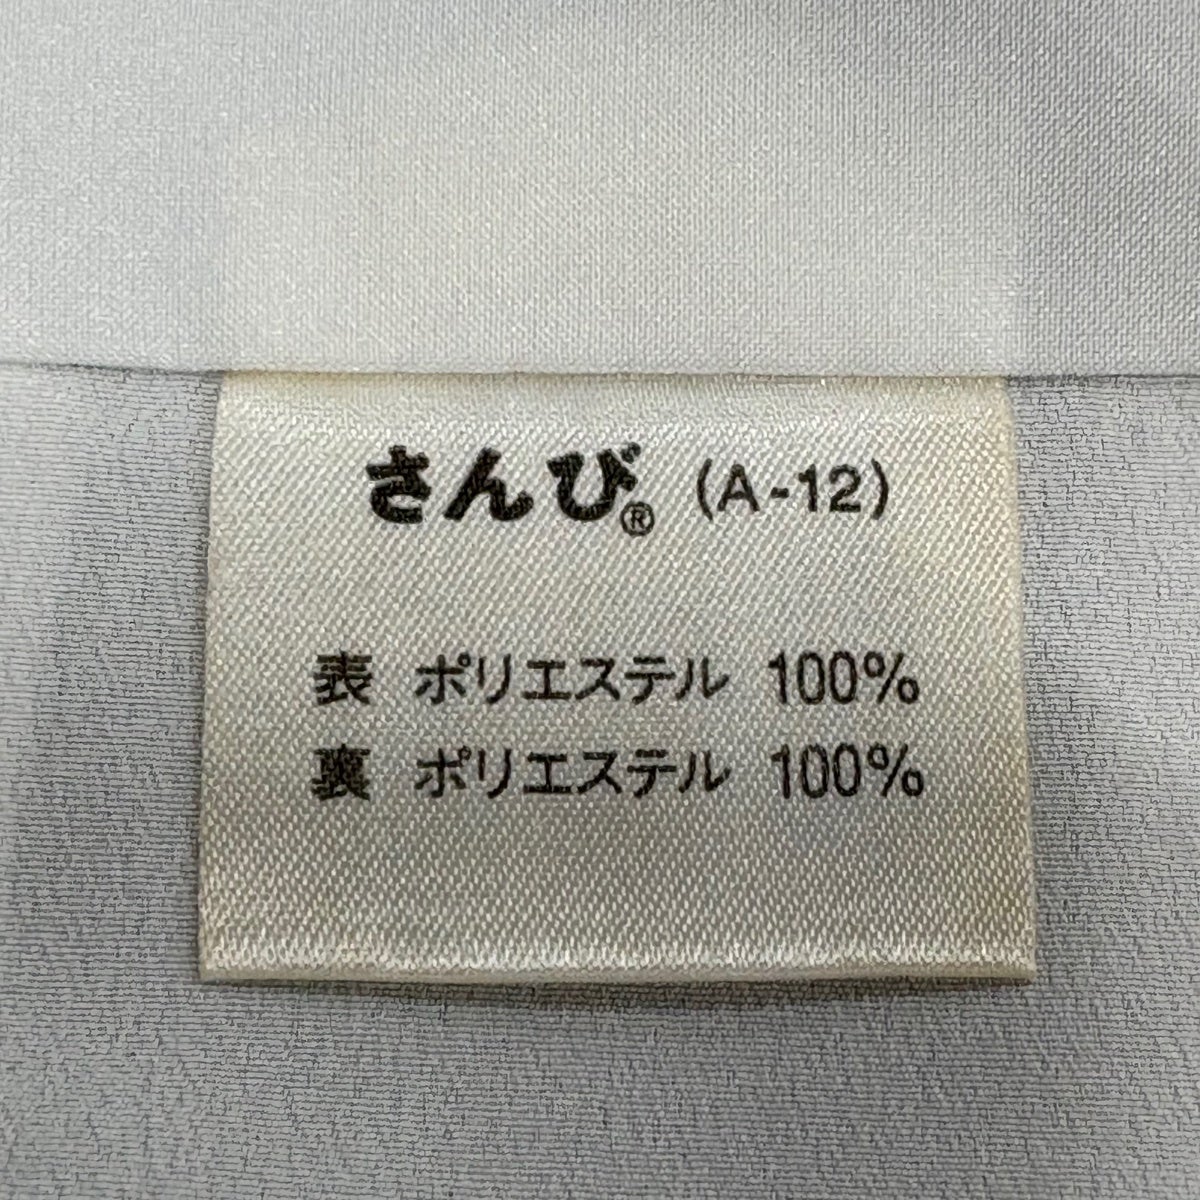 さんび® (A-12)
表 ポリエステル 100%
裏 ポリエステル 100%